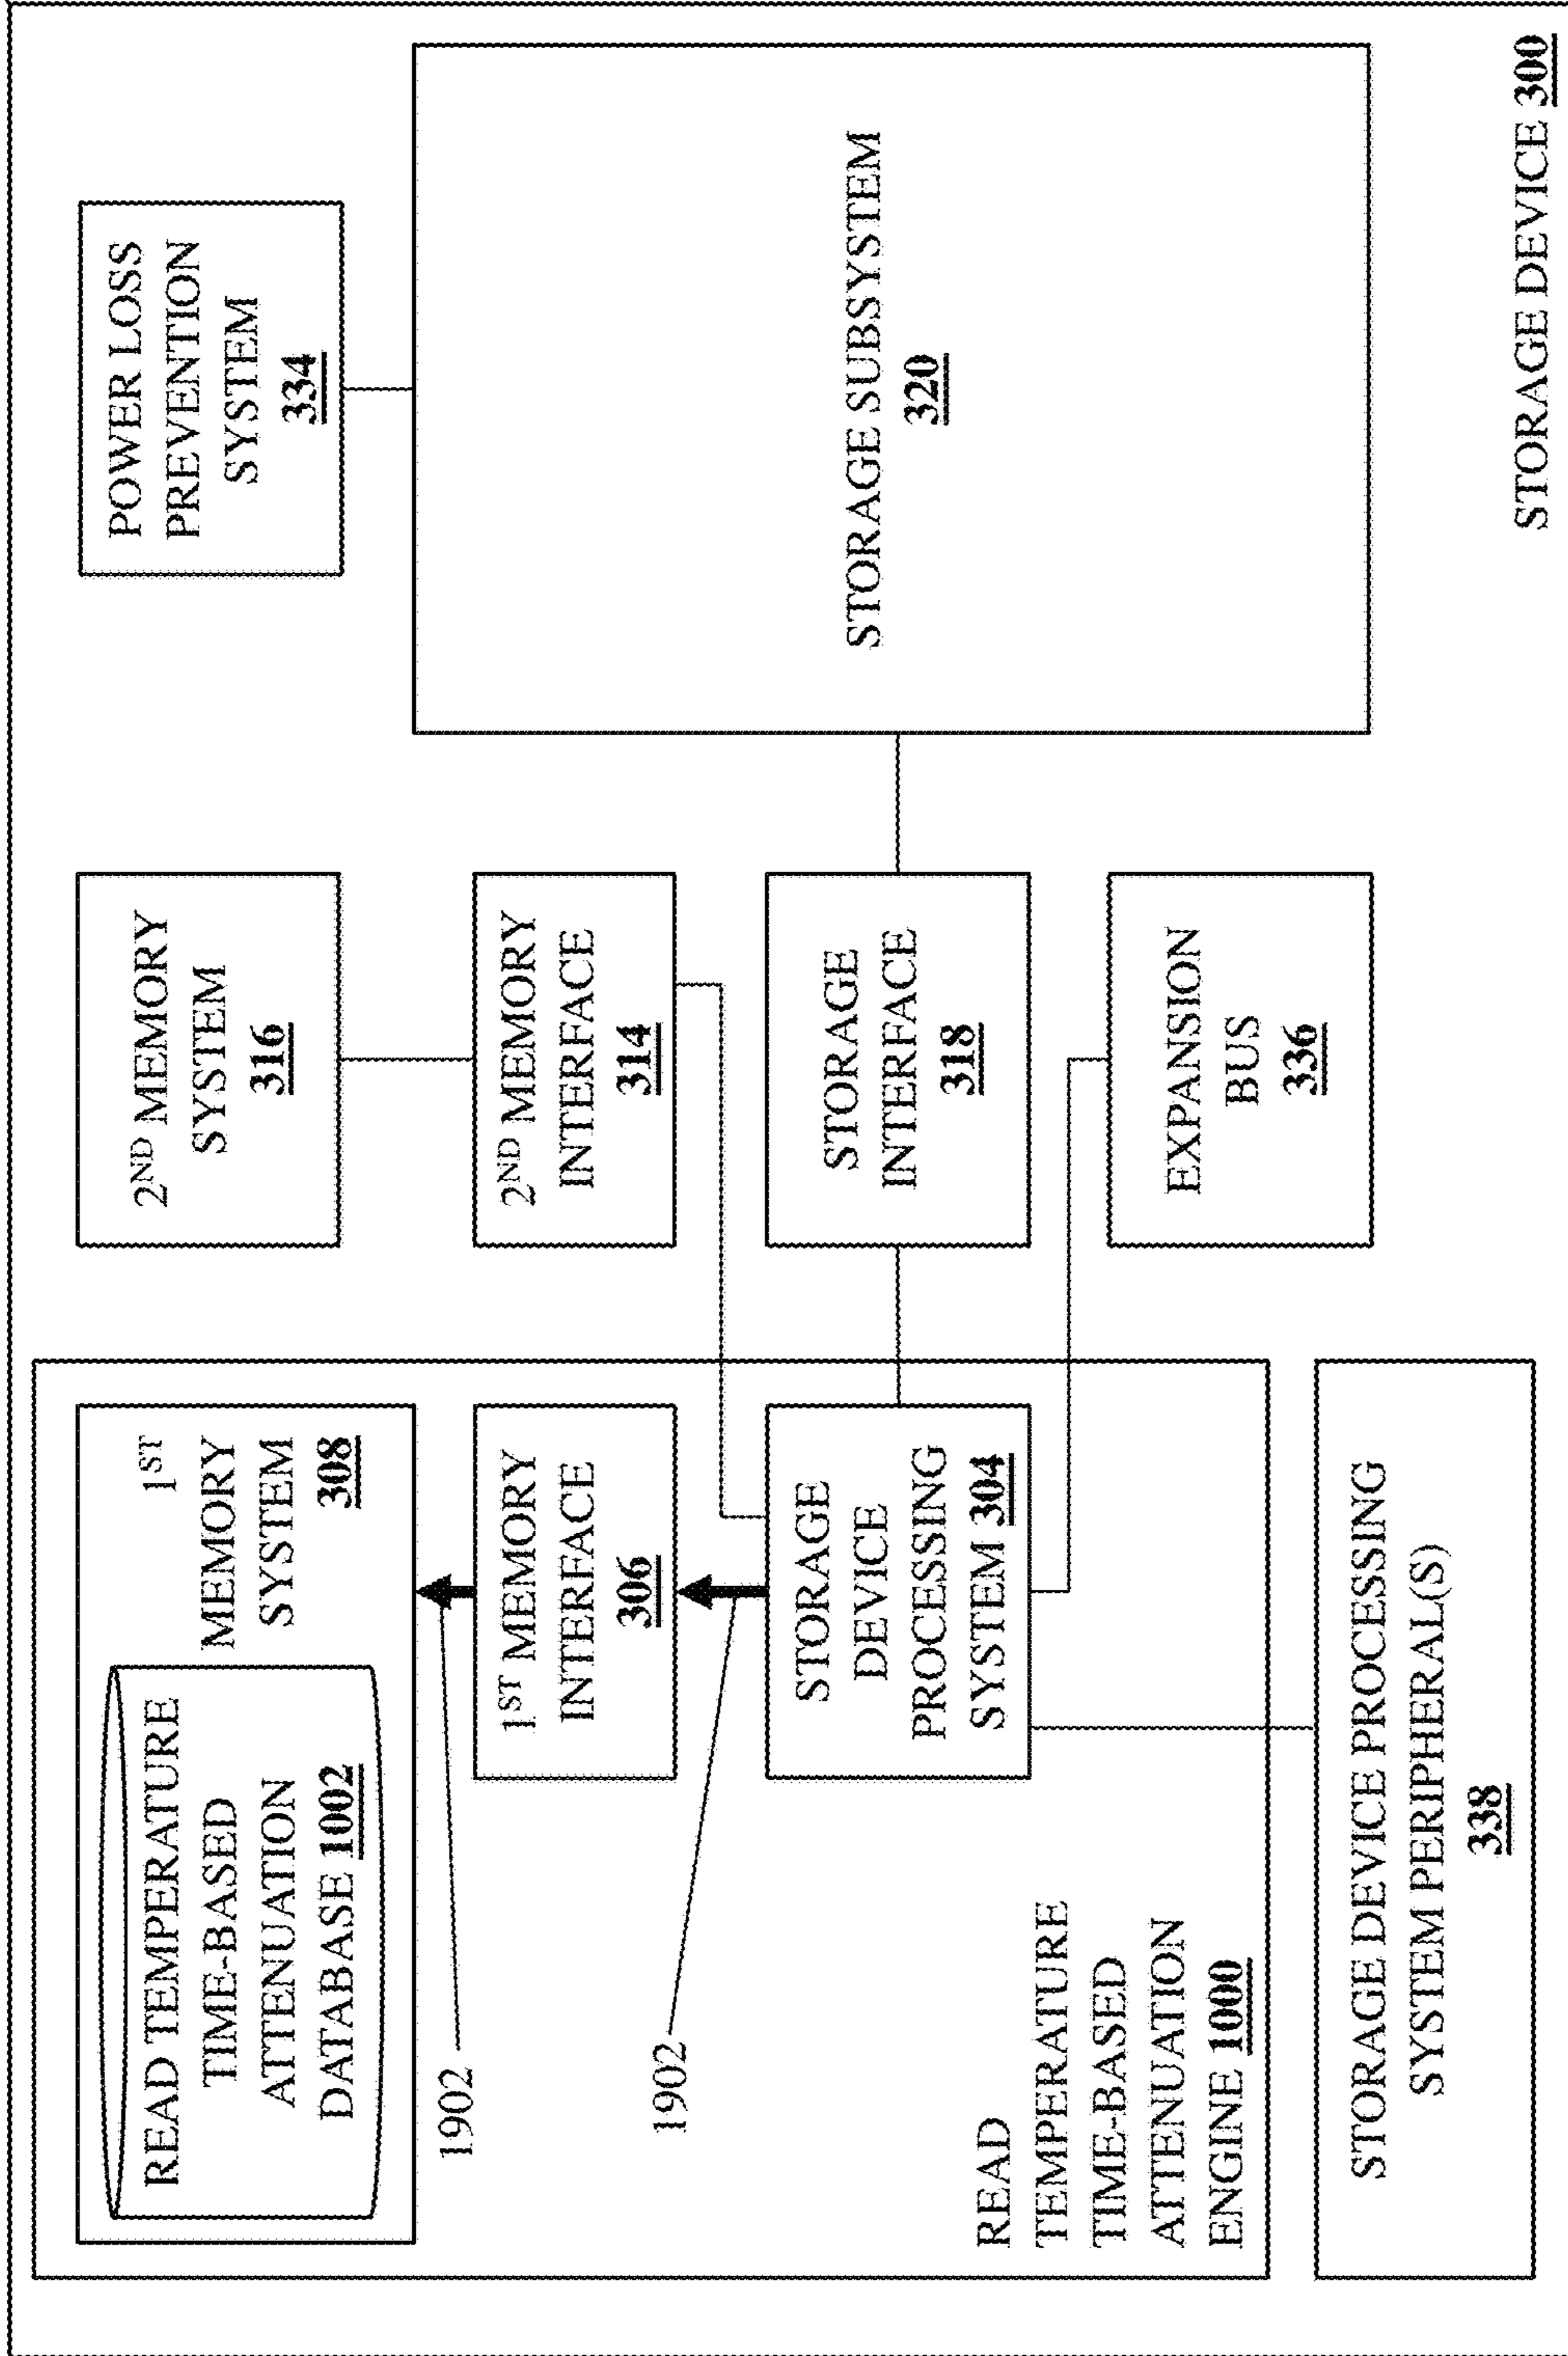 READ TEMPERATURE
TIME-BASED
ATTENUATION
DATABASE 1002
1ST
MEMORY
SYSTEM
308
1902
1ST MEMORY
INTERFACE
306
1902
STORAGE
DEVICE
PROCESSING
SYSTEM 304
READ
TEMPERATURE
TIME-BASED
ATTENUATION
ENGINE 1000
STORAGE DEVICE PROCESSING
SYSTEM PERIPHERAL(S)
338
2ND MEMORY
SYSTEM
316
2ND MEMORY
INTERFACE
314
STORAGE
INTERFACE
318
EXPANSION
BUS
336
POWER LOSS
PREVENTION
SYSTEM
334
STORAGE SUBSYSTEM
320
STORAGE DEVICE 300